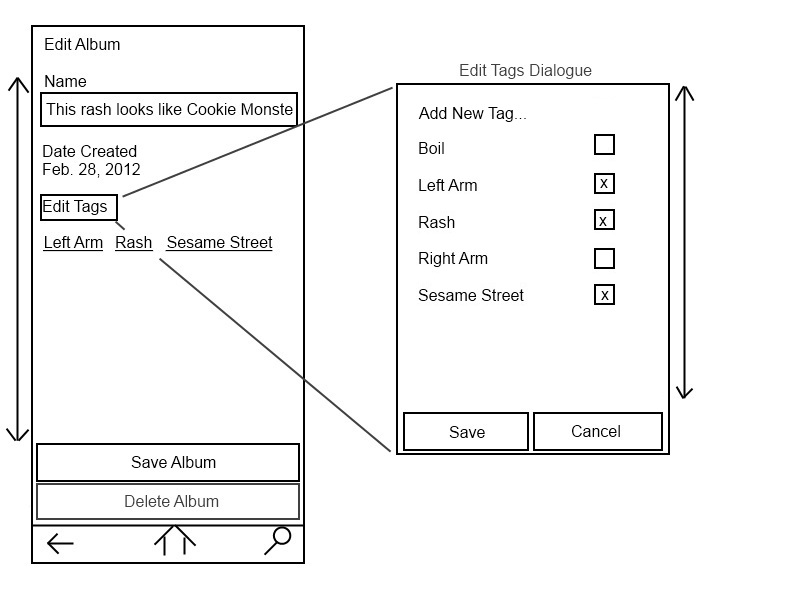 Edit Album
Name
This rash looks like Cookie Monste
Date Created
Feb. 28, 2012
Edit Tags
Left Arm Rash Sesame Street
Save Album
Delete Album
Edit Tags Dialogue
Add New Tag...
Boil
Left Arm x
Rash x
Right Arm
Sesame Street x
Save Cancel